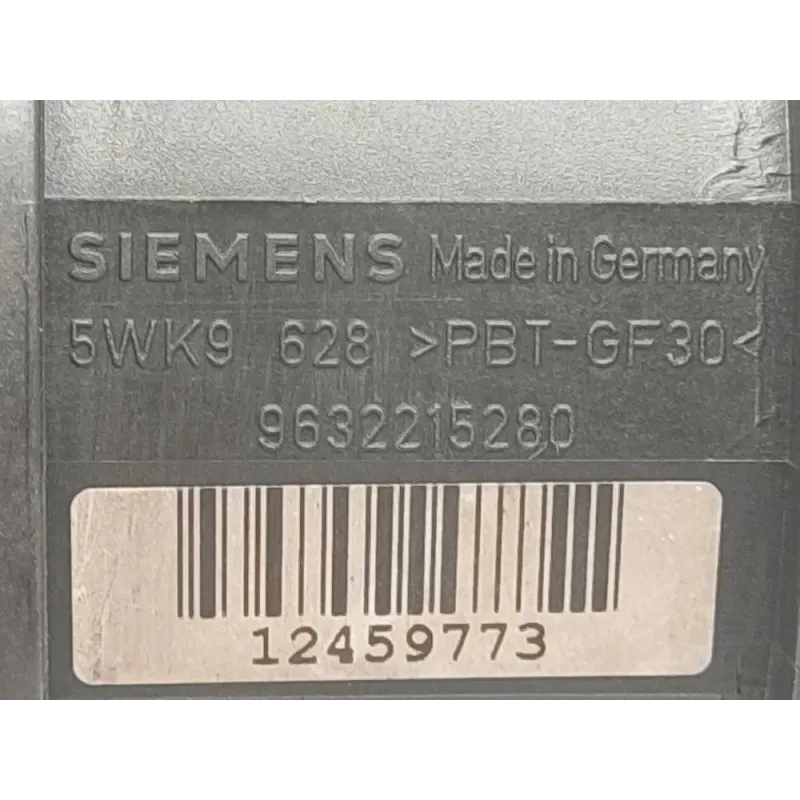 SIEMENS Made in Germany
5WK9 628 >PBT-GF30<
9632215280
12459773